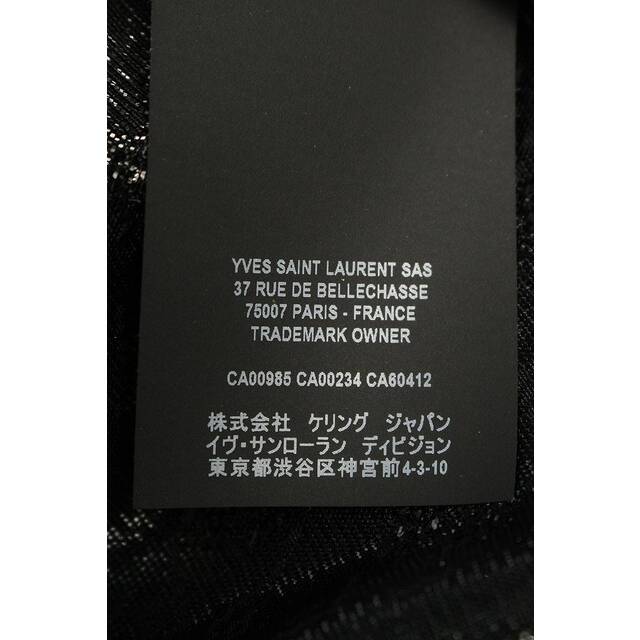 YVES SAINT LAURENT SAS
37 RUE DE BELLECHASSE
75007 PARIS - FRANCE
TRADEMARK OWNER
CA00985 CA00234 CA60412
株式会社 ケリング ジャパン
イヴ・サンローラン ディビジョン
東京都渋谷区神宮前4-3-10